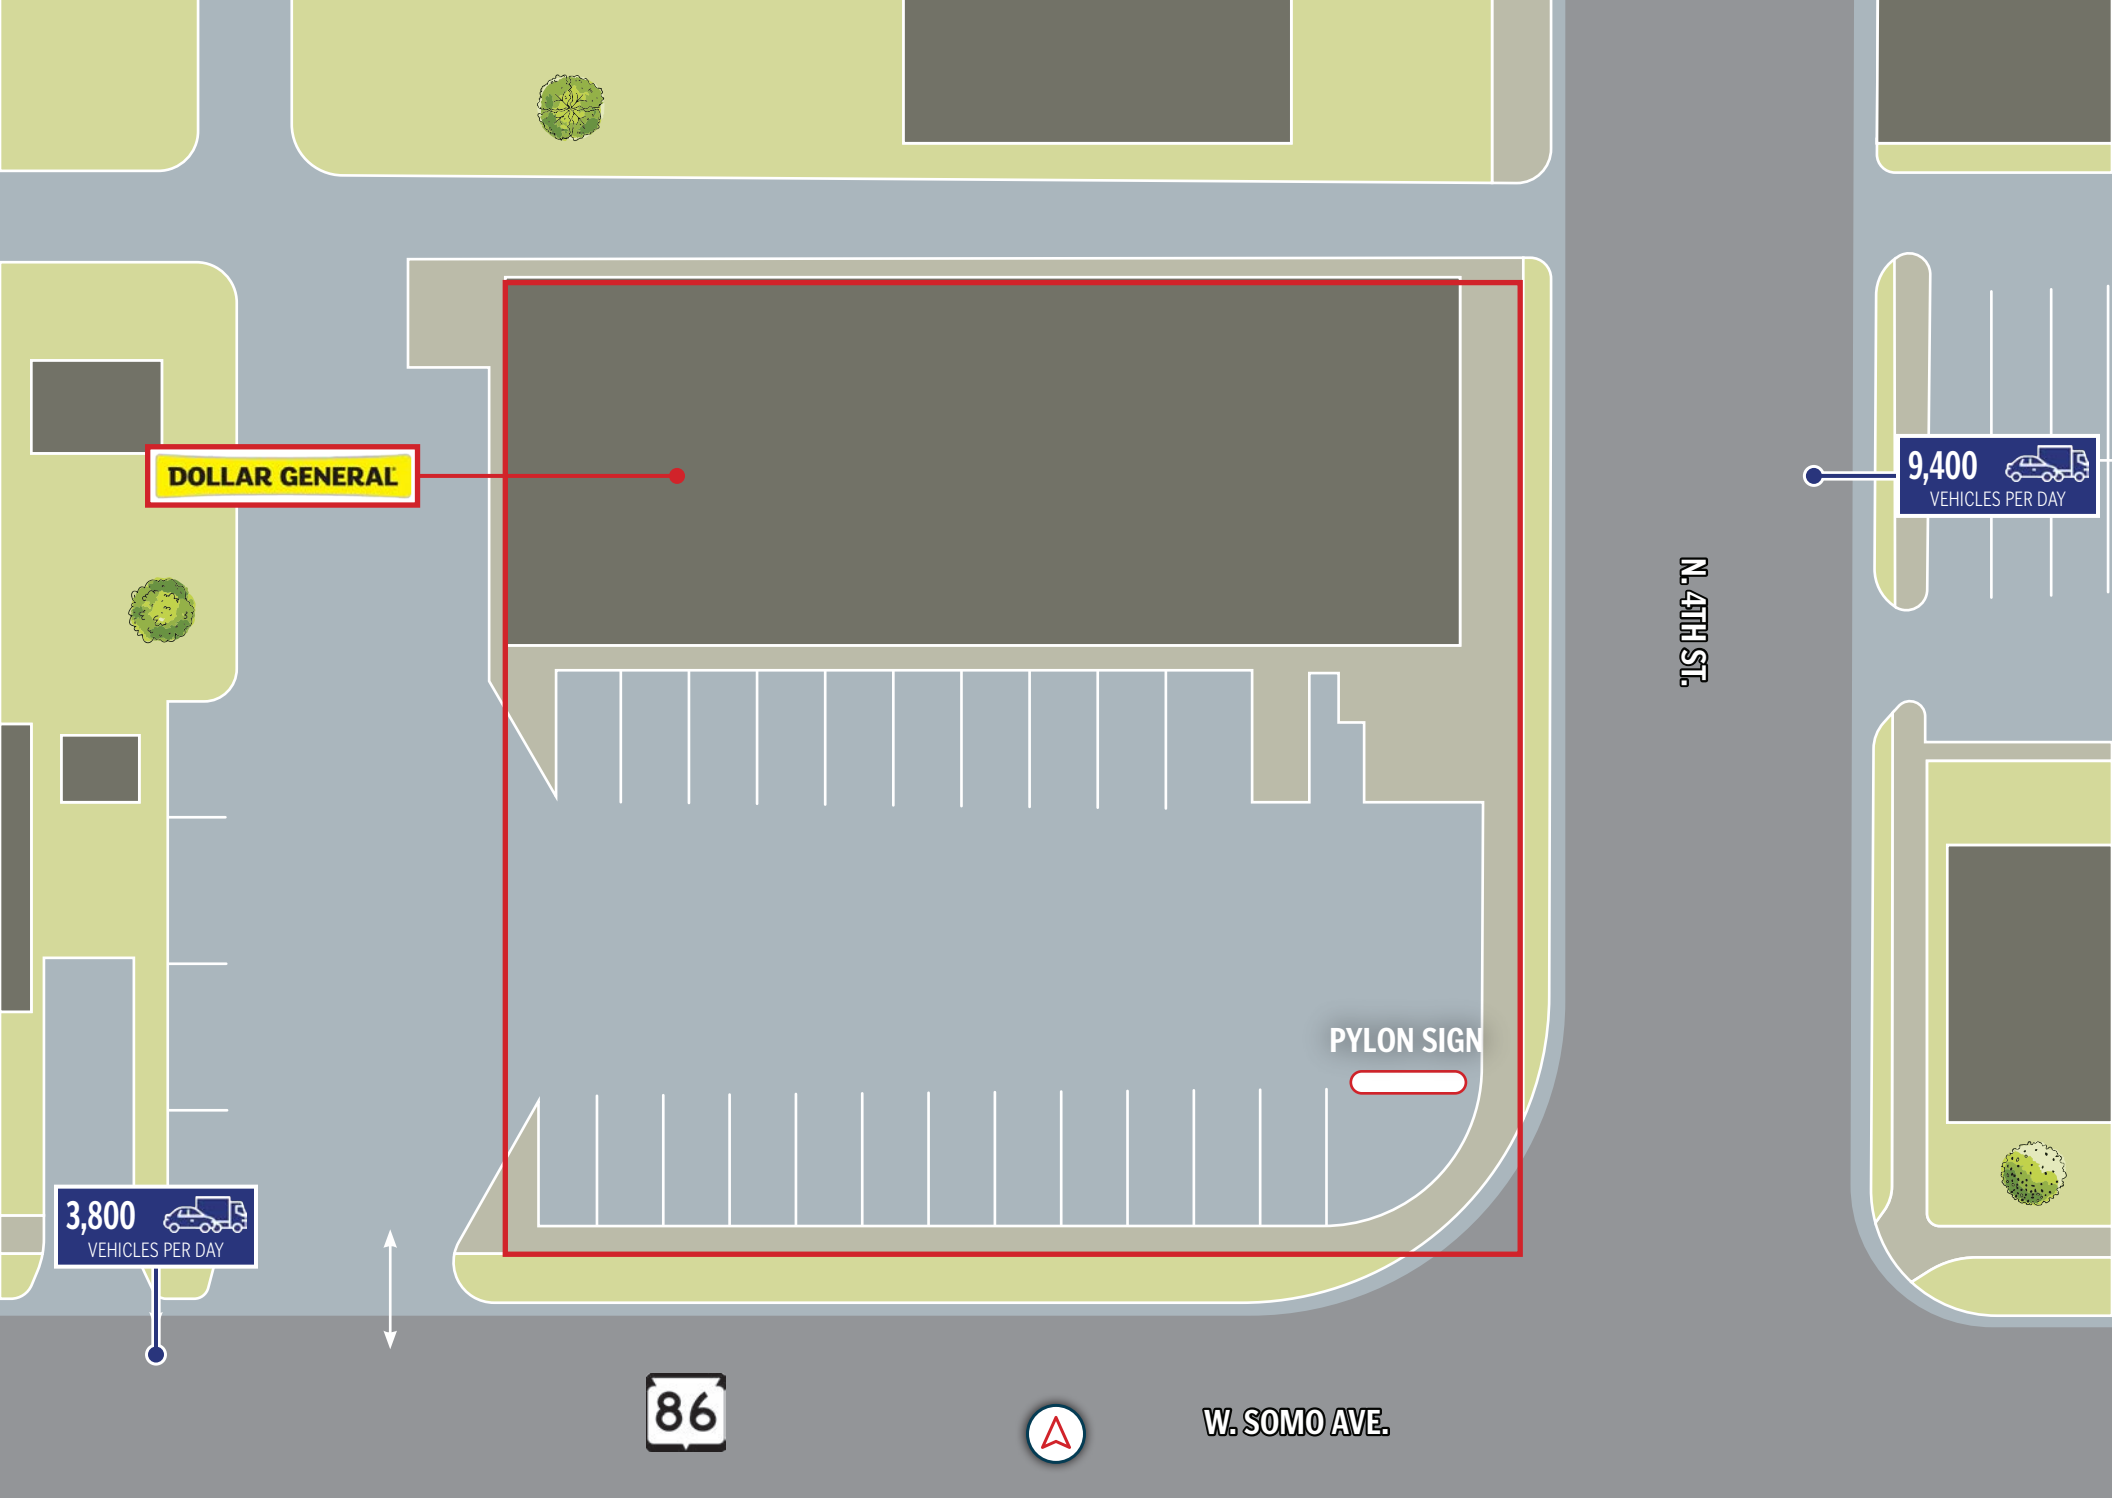 DOLLAR GENERAL
9,400
VEHICLES PER DAY
N. 4TH ST.
PYLON SIGN
3,800
VEHICLES PER DAY
86
W. SOMO AVE.